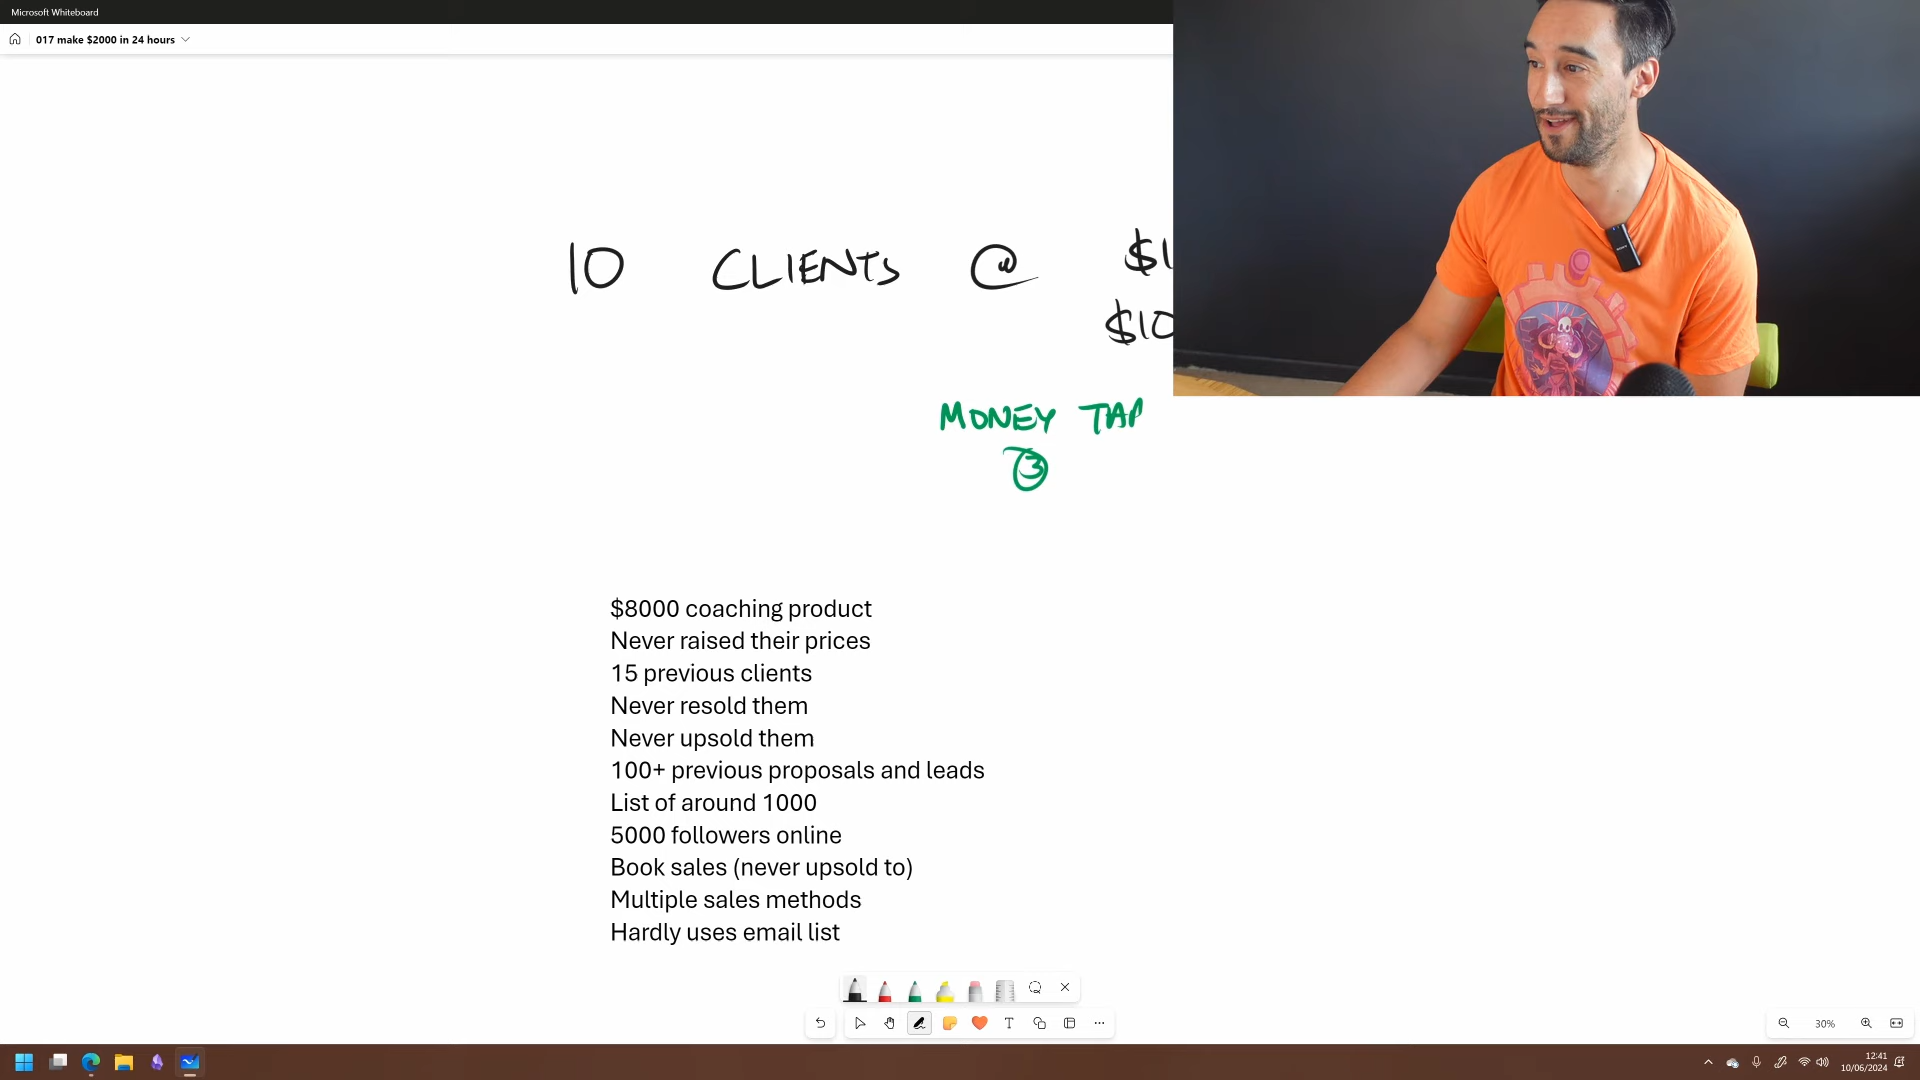 Microsoft Whiteboard
017 make $2000 in 24 hours
10 CLIENTS @ $1
$10
MONEY TAP
3
$8000 coaching product
Never raised their prices
15 previous clients
Never resold them
Never upsold them
100+ previous proposals and leads
List of around 1000
5000 followers online
Book sales (never upsold to)
Multiple sales methods
Hardly uses email list
30%
12:41
10/06/2024